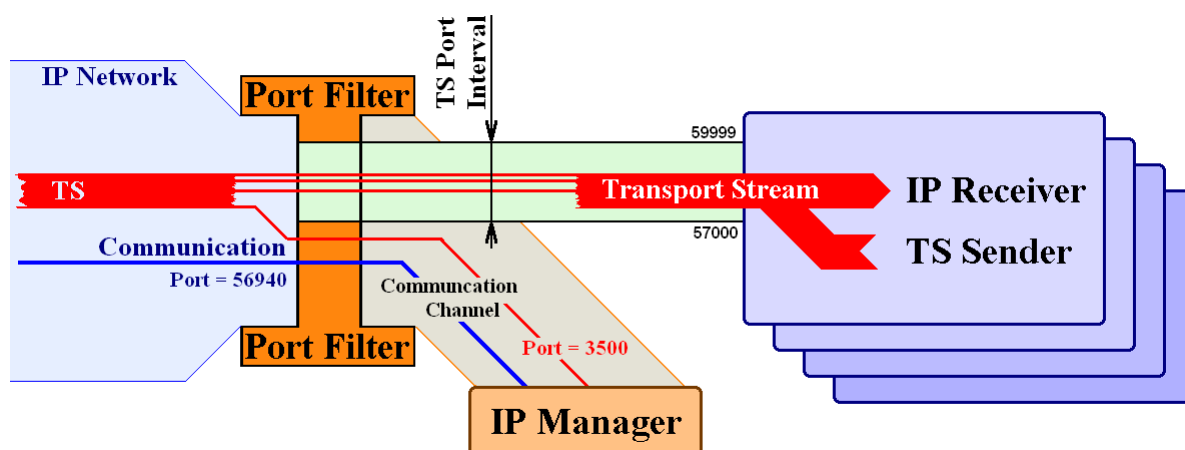 IP Network
Port Filter
TS Port
Interval
59999
TS
Transport Stream
IP Receiver
57000
Communication
TS Sender
Port = 56940
Communcation
Channel
Port Filter
Port = 3500
IP Manager